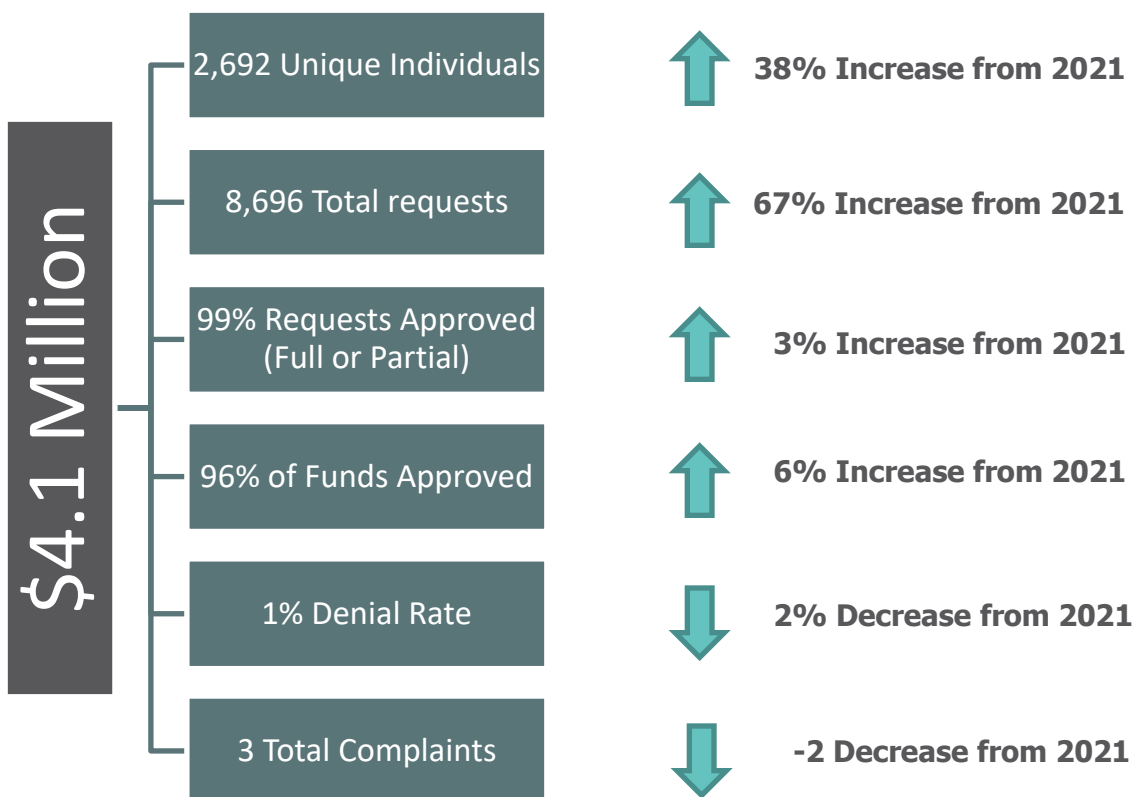 $4.1 Million
2,692 Unique Individuals
38% Increase from 2021
8,696 Total requests
67% Increase from 2021
99% Requests Approved
(Full or Partial)
3% Increase from 2021
96% of Funds Approved
6% Increase from 2021
1% Denial Rate
2% Decrease from 2021
3 Total Complaints
-2 Decrease from 2021